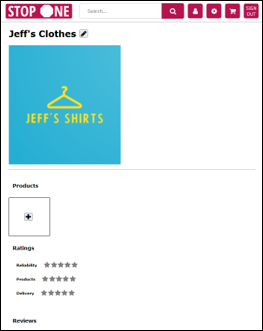 STOP ONE
Search...
SIGN OUT
Jeff's Clothes
JEFF'S SHIRTS
Products
Ratings
Reliability
Products
Delivery
Reviews